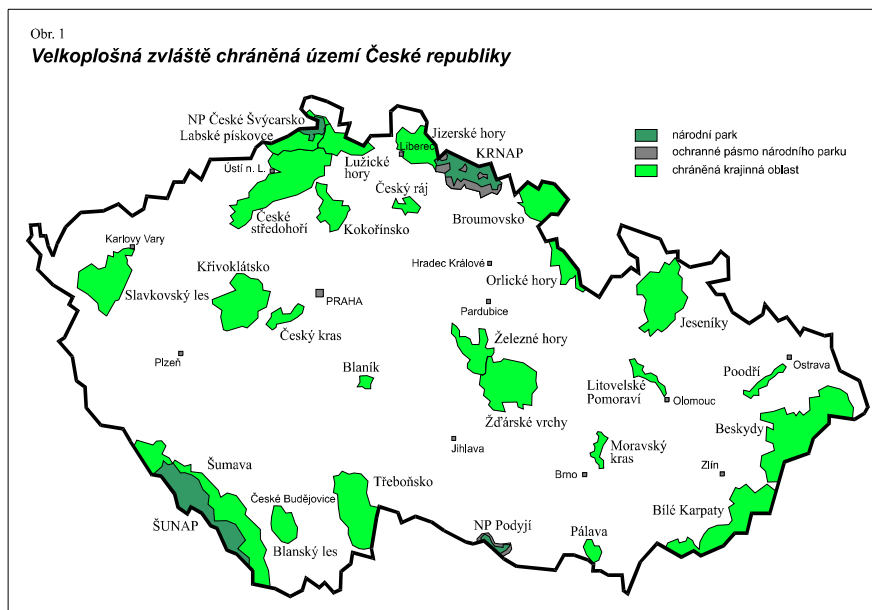 Obr. 1
Velkoplošná zvláště chráněná území České republiky
NP České Švýcarsko
Labské pískovce
Jizerské hory
Liberec
KRNAP
národní park
ochranné pásmo národního parku
chráněná krajinná oblast
Ústí n. L.
Lužické
hory
Český ráj
České
středohoří
Kokořínsko
Broumovsko
Karlovy Vary
Křivoklátsko
Hradec Králové
Orlické hory
Slavkovský les
PRAHA
Pardubice
Jeseníky
Český kras
Železné hory
Plzeň
Blaník
Litovelské
Pomoraví
Poodří
Ostrava
Olomouc
Žďárské vrchy
Beskydy
Jihlava
Moravský
kras
Šumava
Třeboňsko
Brno
Zlín
České Budějovice
ŠUNAP
Blanský les
NP Podyjí
Pálava
Bílé Karpaty